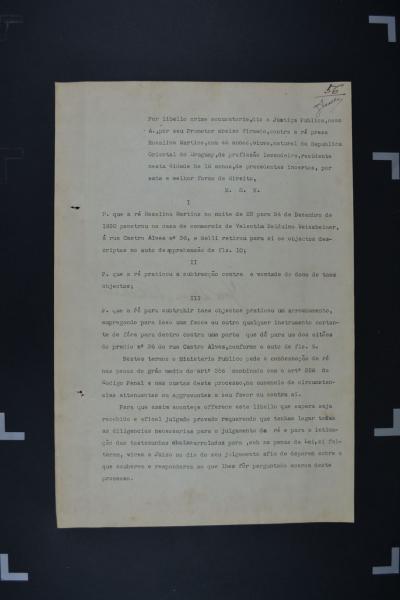 56
Por libello crime accusatorio,diz a Justiça Publica,como
A.,por seu Promotor abaixo firmado,contra a ré presa
Rosalina Martins,com 44 annos,viuva,natural da Republica
Oriental do Uruguay,de profissão lavandeira,residente
nesta cidade ha 18 annos,de precedentes incertos, por
esta e melhor forma de direito,
E. S. N.
I
P. que a ré Rosalina Martins na noite de 23 para 24 de Dezembro de
penetrou na casa de commercio de Valentim Balduino
á rua Castro Alves nº 36, e dalli retirou para si os objectos des-
criptos no auto de apprehensão de fls. 10;
II
P. que a ré praticou a subtracção contra a vontade do dono de taes
objectos;
III
P. que a ré para subtrahir taes objectos praticou um arrombamento,
empregando para isso uma fouce ou outro qualquer instrumento cortan-
te de fóra para dentro contra uma porta que dá para um dos oitões
do predio nº 36 da rua Castro Alves,conforme o auto de fls. 5.
Nestes termos o Ministerio Publico pede a condemnação da ré
nas penas do gráo medio do artº 356 combinado com o artº 358 do
Codigo Penal e nas custas deste processo,na ausencia de circumstan-
cias attenuantes ou aggravantes a seu favor ou contra si.
Para que assim aconteça offerece este libello que espera seja
recebido e afinal julgado provado requerendo que tenham logar todas
as diligencias necessarias para o julgamento da ré e para a intima-
ção das testemunhas abaixo arroladas para ,sob as penas da Lei,si fal-
tarem, virem a Juizo no dia do seu julgamento afim de deporem sobre o
que souberem e responderem ao que lhes fôr perguntado acerca deste
processo.